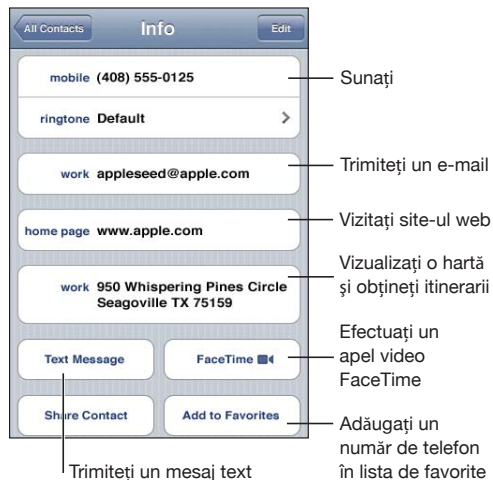 All Contacts Info Edit
mobile (408) 555-0125
ringtone Default
work appleseed@apple.com
home page www.apple.com
work 950 Whispering Pines Circle
Seagoville TX 75159
Text Message FaceTime
Share Contact Add to Favorites
Sunați
Trimiteți un e-mail
Vizitați site-ul web
Vizualizați o hartă
și obțineți itinerarii
Efectuați un
apel video
FaceTime
Adăugați un
număr de telefon
în lista de favorite
Trimiteți un mesaj text